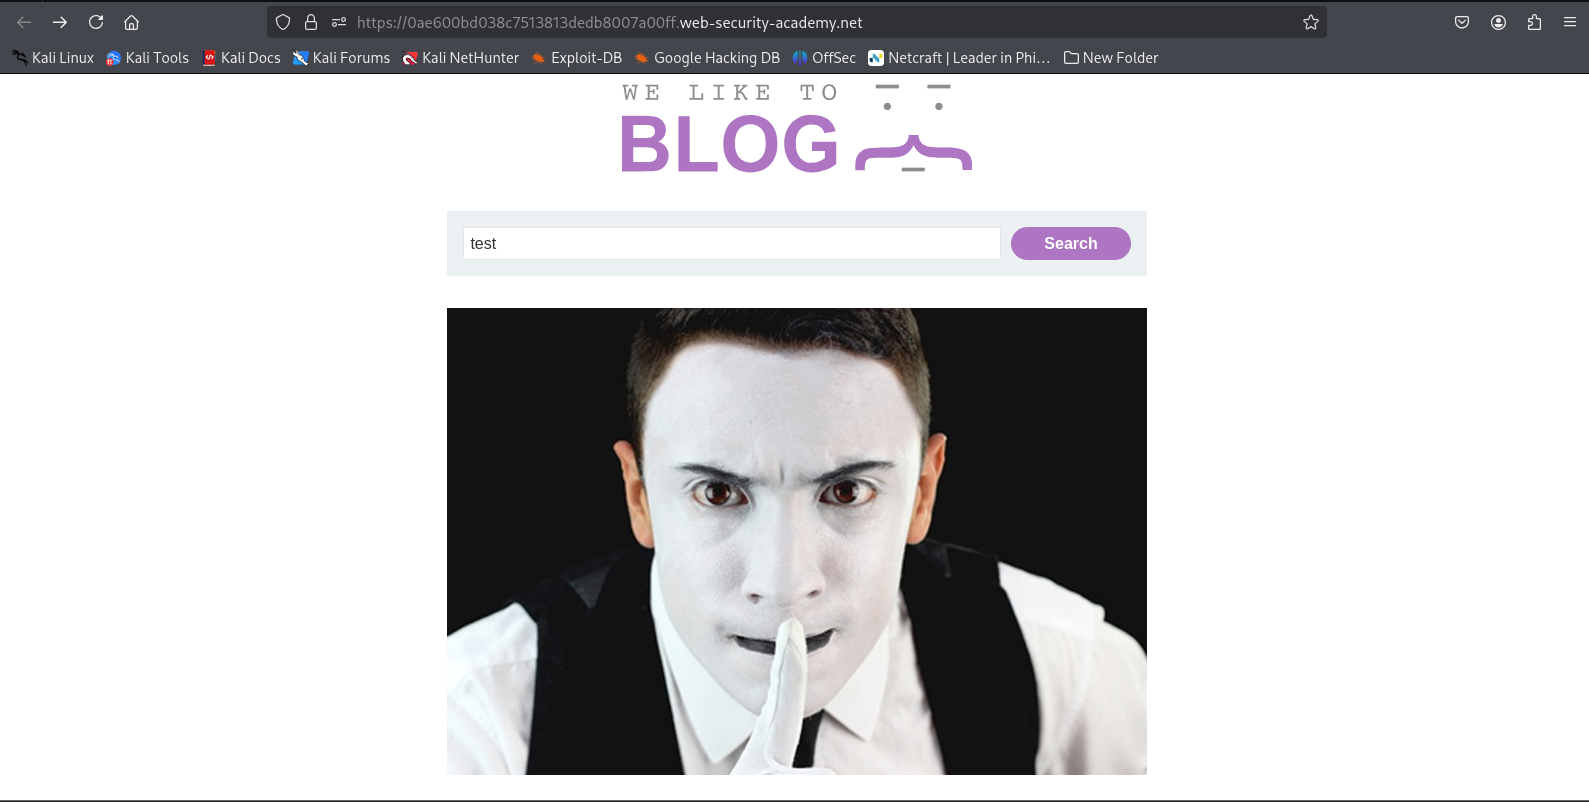 https://0ae600bd038c7513813dedb8007a00ff.web-security-academy.net
Kali Linux Kali Tools Kali Docs Kali Forums Kali NetHunter Exploit-DB Google Hacking DB OffSec Netcraft | Leader in Phi… New Folder
WE LIKE TO
BLOG
test Search